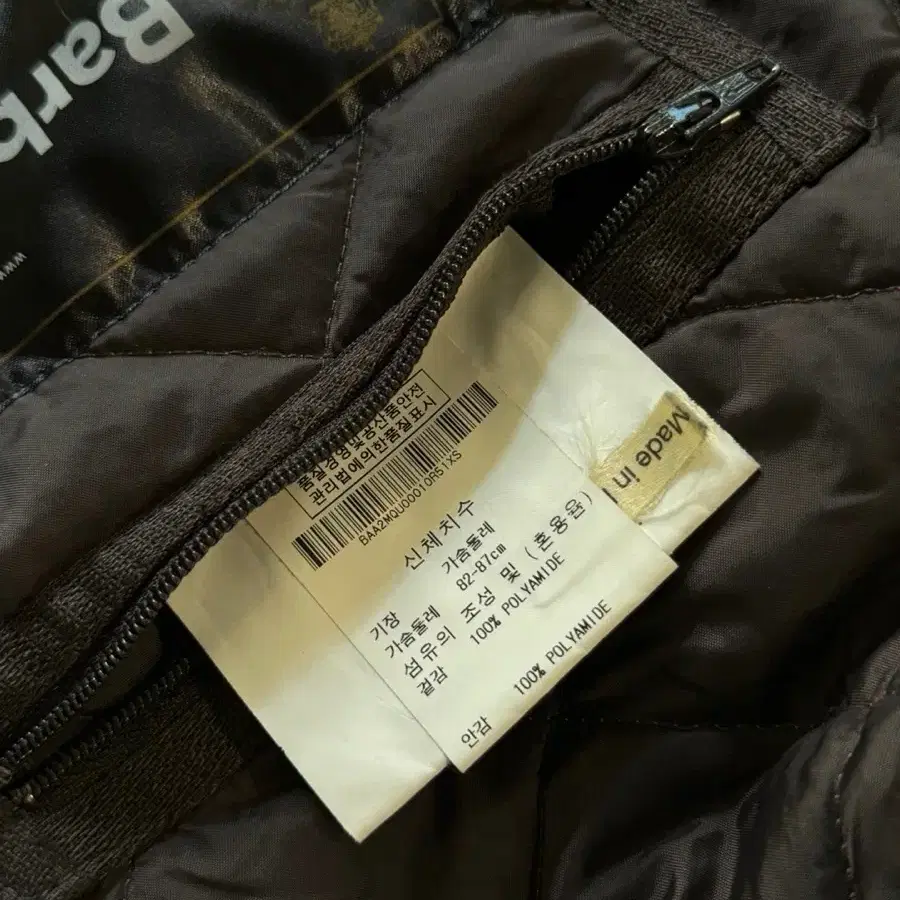 Barb
www
품질경영및공산품안전
관리법에의한품질표시
BAA2MQU0001ORS1XS
신체치수
가슴둘레
기장
가슴둘레 82-87cm
섬유의 조성 및 (혼용율)
겉감 100% POLYAMIDE
안감 100% POLYAMIDE
Made in